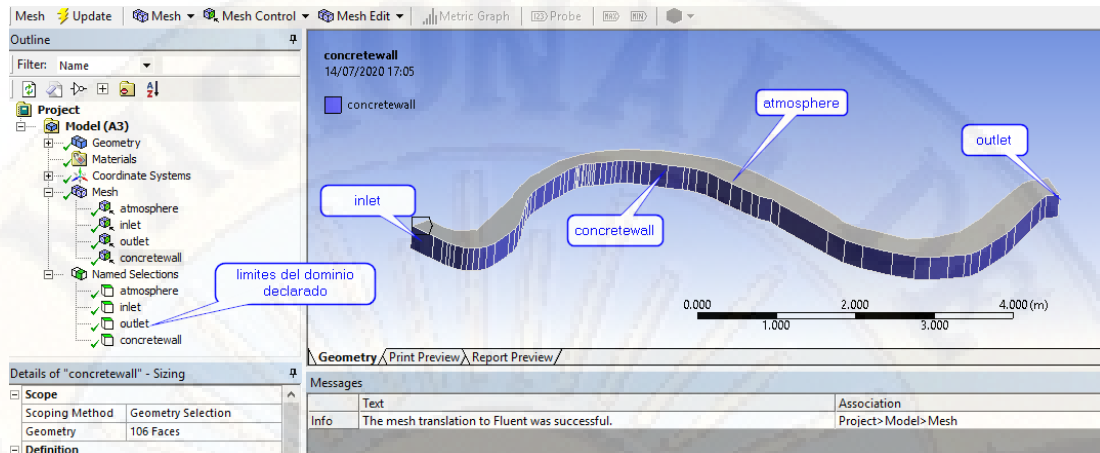 Mesh Update Mesh Mesh Control Mesh Edit Metric Graph Probe MAX MIN
Outline
Filter: Name
Project
Model (A3)
Geometry
Materials
Coordinate Systems
Mesh
atmosphere
inlet
outlet
concretewall
Named Selections
atmosphere
inlet
outlet
concretewall
limites del dominio
declarado
concretewall
14/07/2020 17:05
concretewall
atmosphere
outlet
inlet
concretewall
0.000 2.000 4.000 (m)
1.000 3.000
Geometry Print Preview Report Preview
Details of "concretewall" - Sizing
Scope
Scoping Method Geometry Selection
Geometry 106 Faces
Definition
Messages
Text Association
Info The mesh translation to Fluent was successful. Project>Model>Mesh